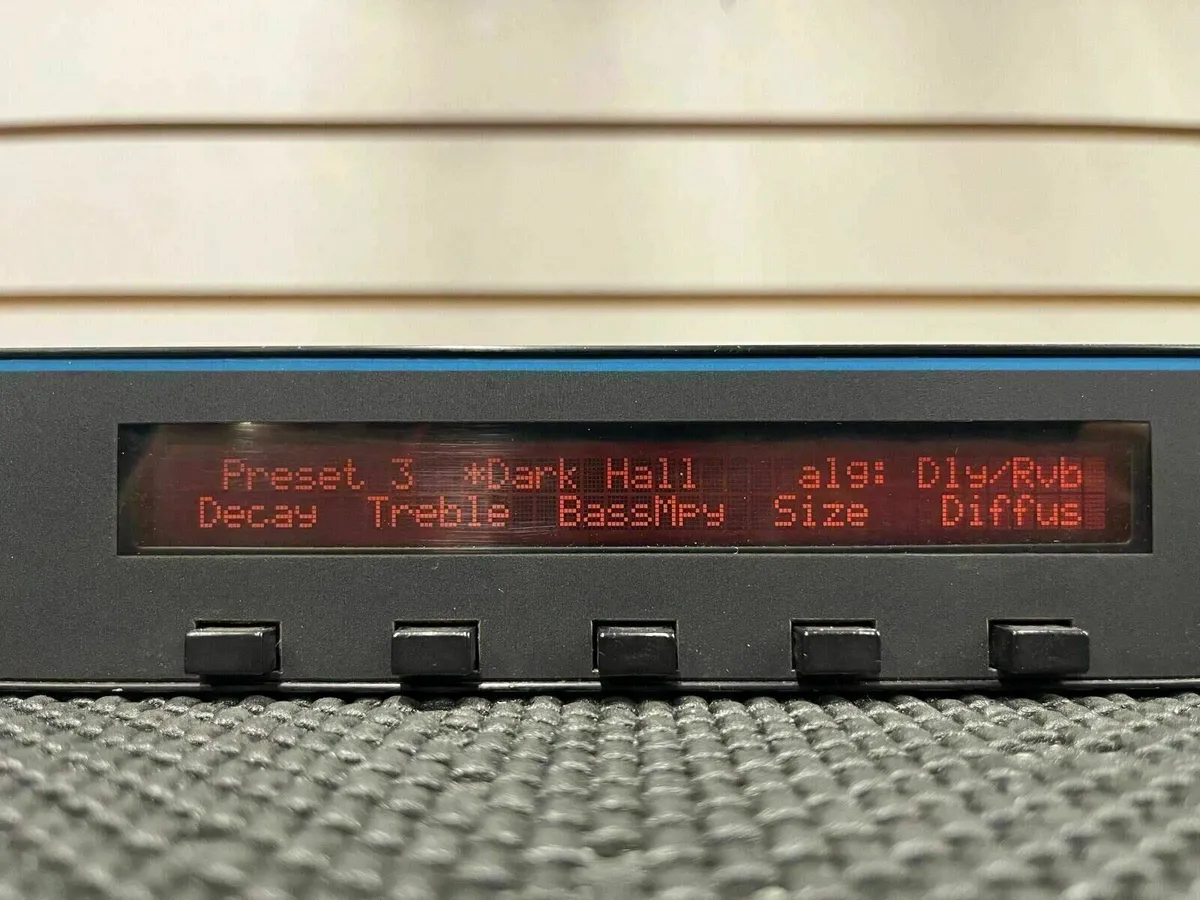 Preset 3 *Dark Hall alg: Dly/Rvb
Decay Treble BassMpy Size Diffus